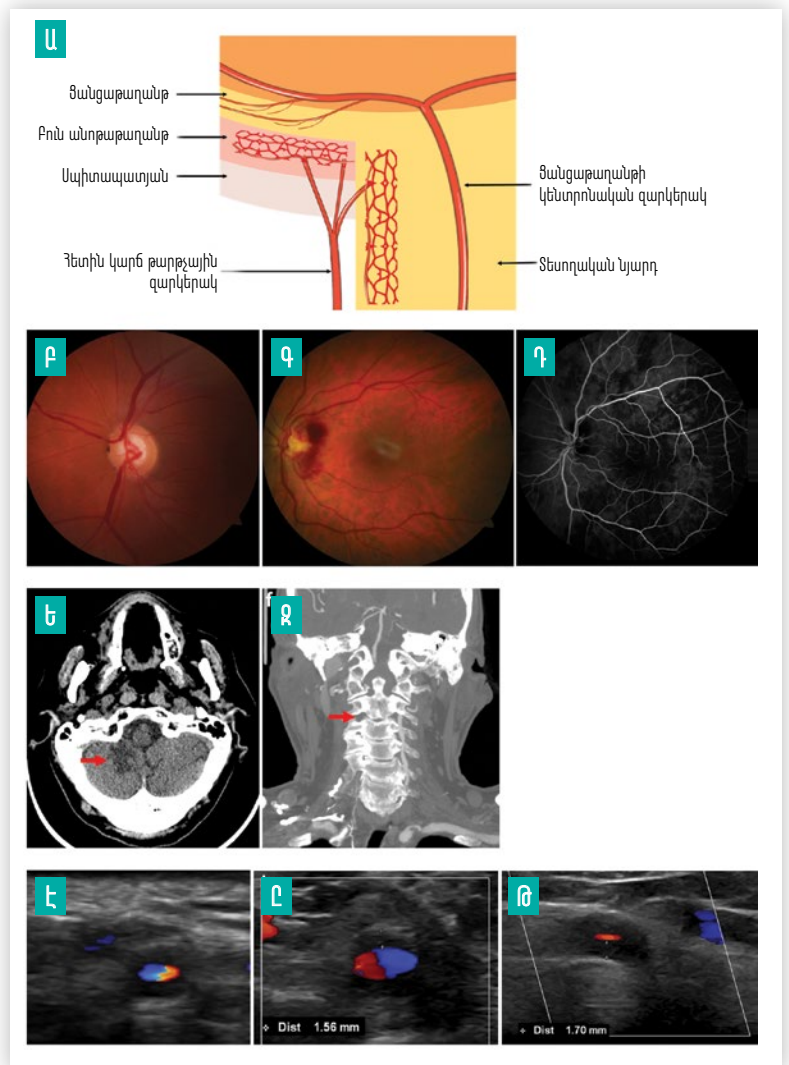 Ա
Ցանցաթաղանթ
Բուն անոթաթաղանթ
Սպիտապատյան
Հետին կարճ թարթչային
զարկերակ
Ցանցաթաղանթի
կենտրոնական զարկերակ
Տեսողական նյարդ
Բ
Գ
Դ
Ե
f
Զ
Է
Ը
Dist 1.56 mm
Թ
Dist 1.70 mm